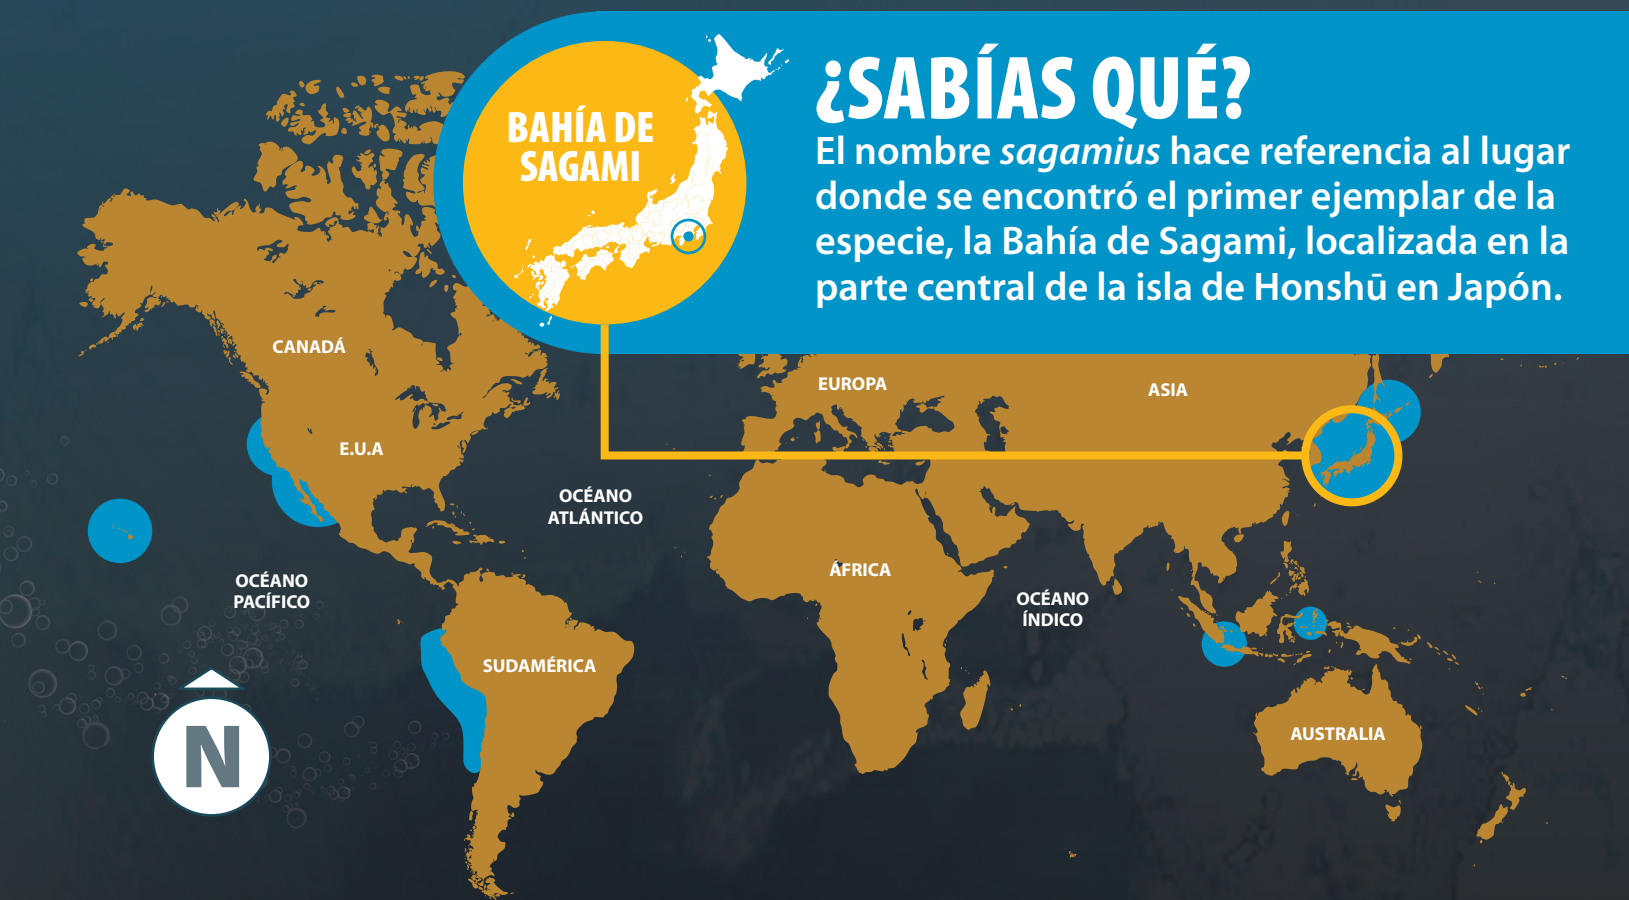 ¿SABÍAS QUÉ?
El nombre sagamius hace referencia al lugar
donde se encontró el primer ejemplar de la
especie, la Bahía de Sagami, localizada en la
parte central de la isla de Honshū en Japón.
BAHÍA DE
SAGAMI
CANADÁ
E.U.A
EUROPA
ASIA
OCÉANO
ATLÁNTICO
OCÉANO
PACÍFICO
ÁFRICA
OCÉANO
ÍNDICO
SUDAMÉRICA
AUSTRALIA
N